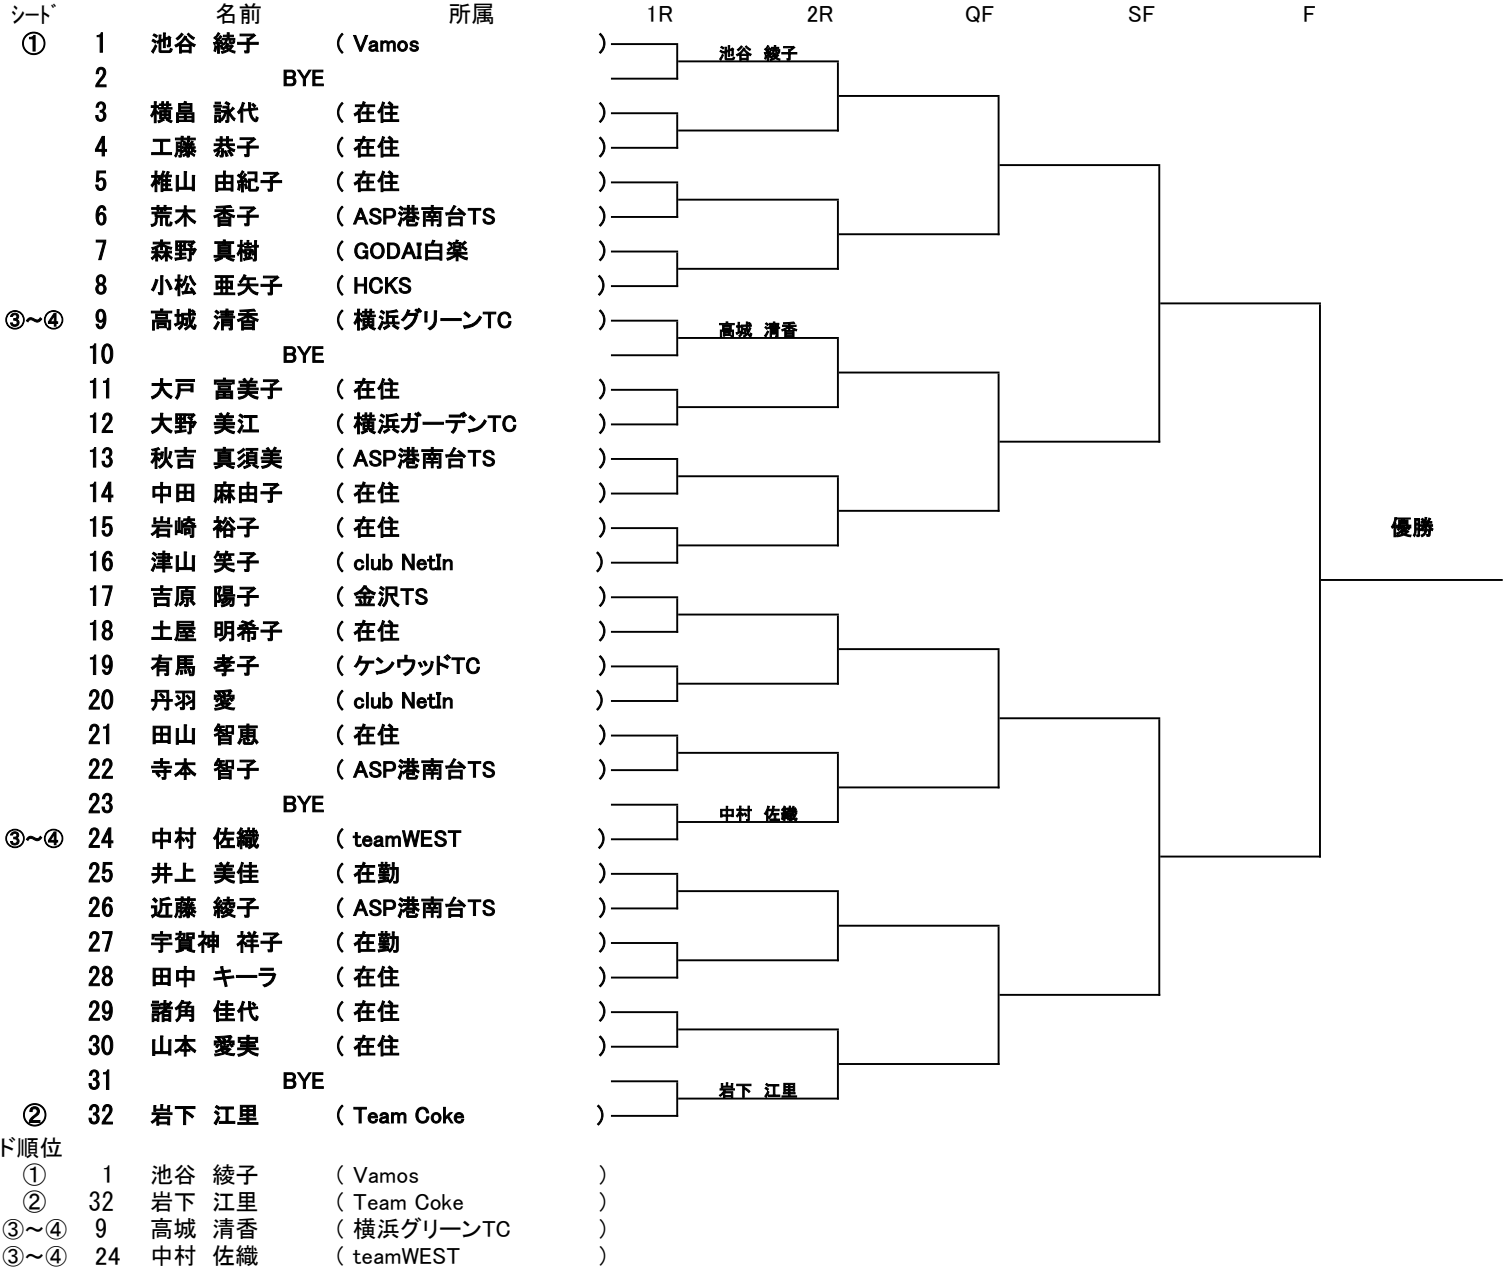 ｼｰﾄﾞ 名前 所属 1R 2R QF SF F
① 1 池谷 綾子 ( Vamos ) 池谷 綾子
2 BYE
3 横畠 詠代 ( 在住 )
4 工藤 恭子 ( 在住 )
5 椎山 由紀子 ( 在住 )
6 荒木 香子 ( ASP港南台TS )
7 森野 真樹 ( GODAI白楽 )
8 小松 亜矢子 ( HCKS )
③～④ 9 高城 清香 ( 横浜グリーンTC ) 高城 清香
10 BYE
11 大戸 富美子 ( 在住 )
12 大野 美江 ( 横浜ガーデンTC )
13 秋吉 真須美 ( ASP港南台TS )
14 中田 麻由子 ( 在住 )
15 岩崎 裕子 ( 在住 ) 優勝
16 津山 笑子 ( club NetIn )
17 吉原 陽子 ( 金沢TS )
18 土屋 明希子 ( 在住 )
19 有馬 孝子 ( ケンウッドTC )
20 丹羽 愛 ( club NetIn )
21 田山 智恵 ( 在住 )
22 寺本 智子 ( ASP港南台TS )
23 BYE 中村 佐織
③～④ 24 中村 佐織 ( teamWEST )
25 井上 美佳 ( 在勤 )
26 近藤 綾子 ( ASP港南台TS )
27 宇賀神 祥子 ( 在勤 )
28 田中 キーラ ( 在住 )
29 諸角 佳代 ( 在住 )
30 山本 愛実 ( 在住 )
31 BYE 岩下 江里
② 32 岩下 江里 ( Team Coke )
ド順位
① 1 池谷 綾子 ( Vamos )
② 32 岩下 江里 ( Team Coke )
③～④ 9 高城 清香 ( 横浜グリーンTC )
③～④ 24 中村 佐織 ( teamWEST )